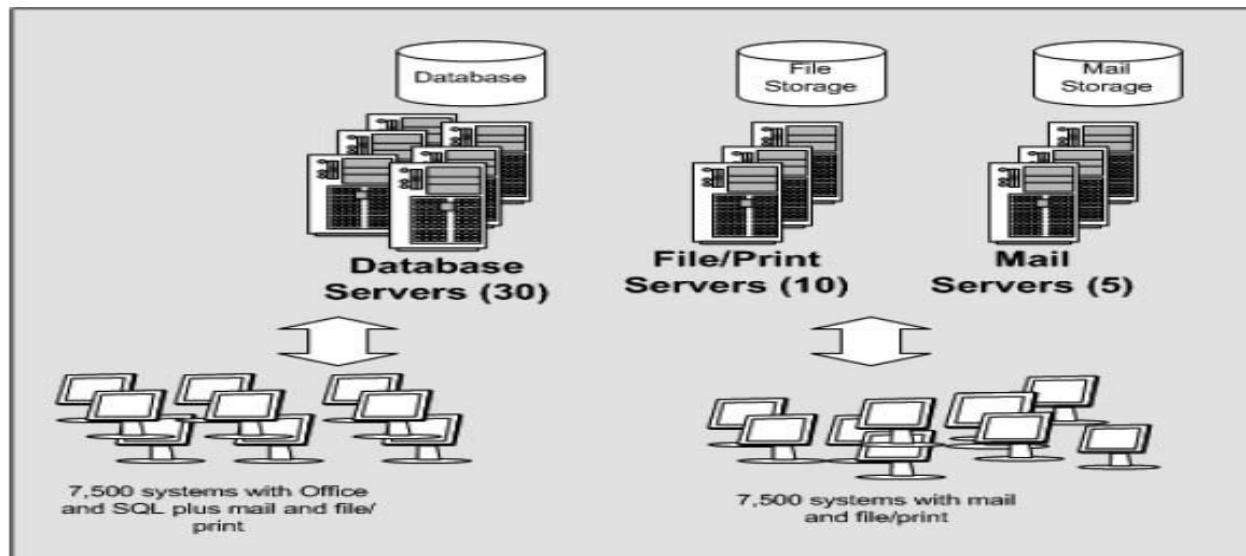 Database
File
Storage
Mail
Storage
Database
Servers (30)
File/Print
Servers (10)
Mail
Servers (5)
7,500 systems with Office
and SQL plus mail and file/
print
7,500 systems with mail
and file/print